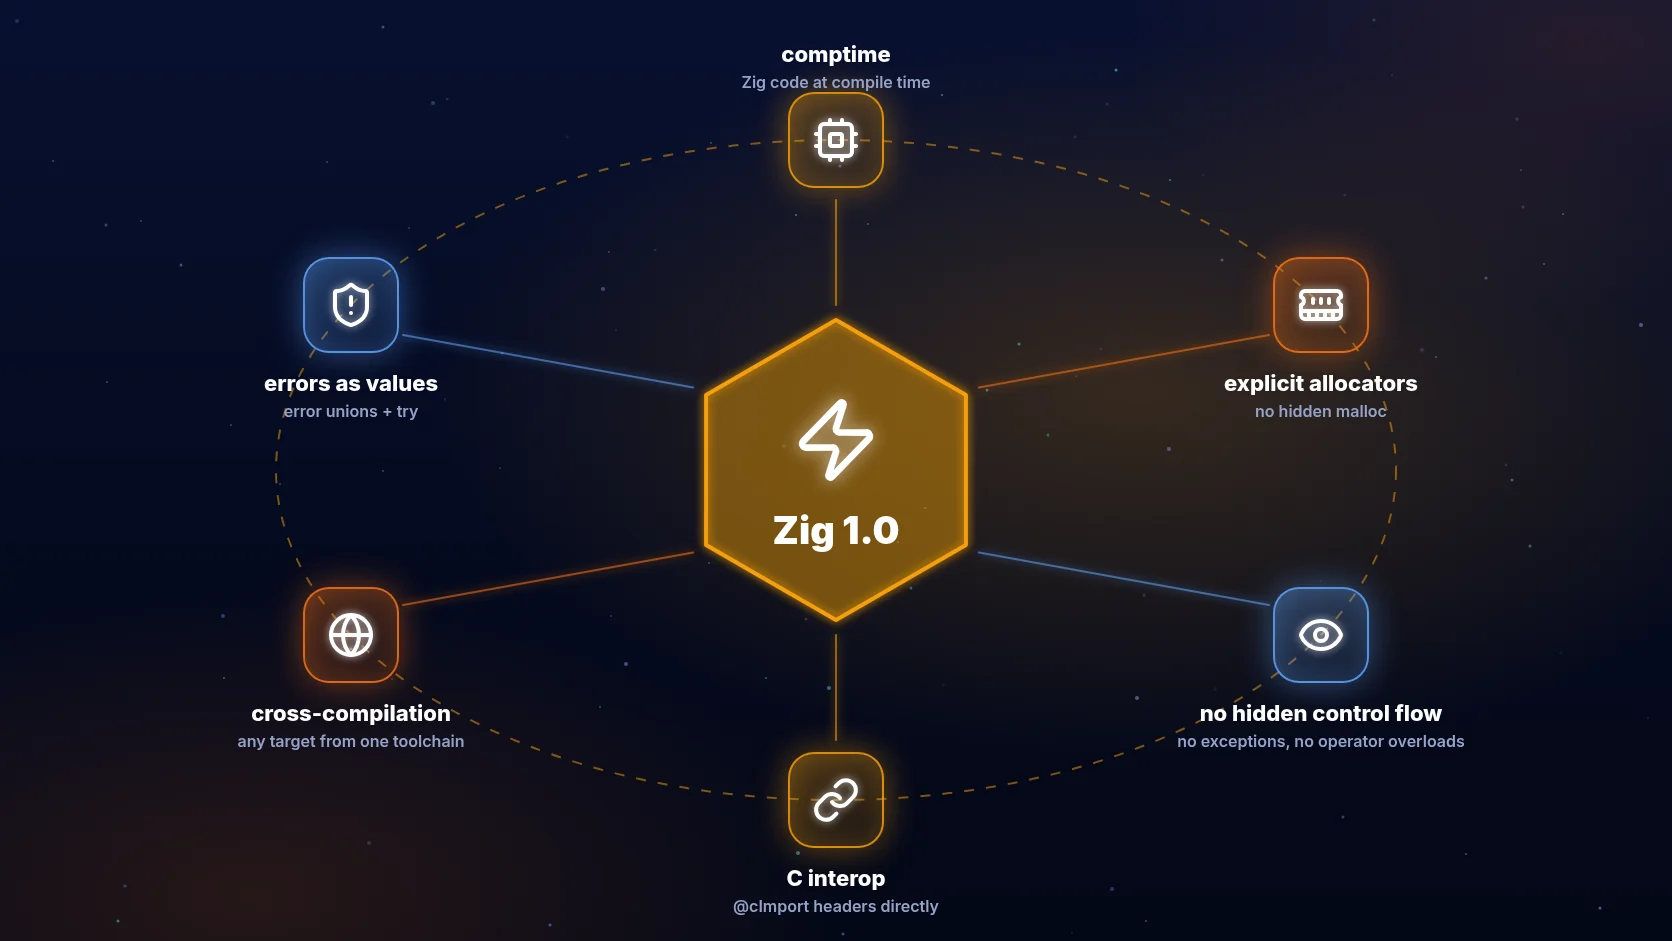 comptime
Zig code at compile time
errors as values
error unions + try
explicit allocators
no hidden malloc
Zig 1.0
cross-compilation
any target from one toolchain
no hidden control flow
no exceptions, no operator overloads
C interop
@cImport headers directly